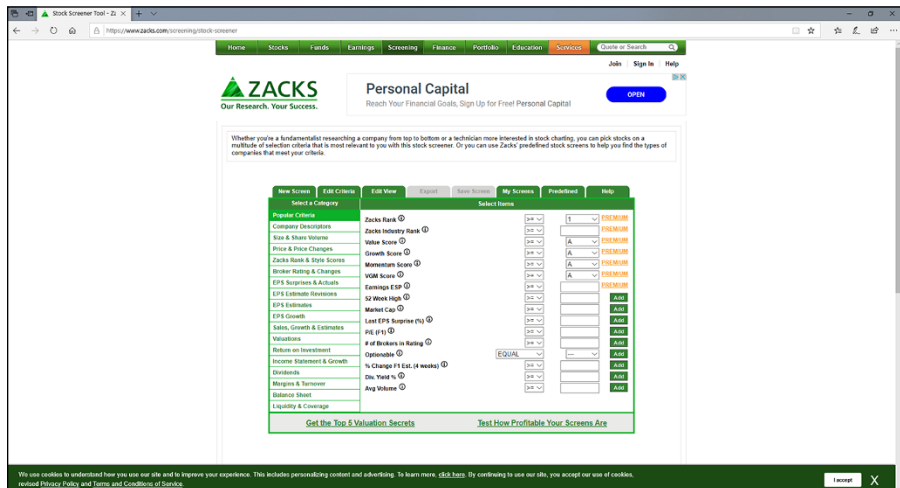 Stock Screener Tool - Za
https://www.zacks.com/screening/stock-screener
Home Stocks Funds Earnings Screening Finance Portfolio Education Services Quote or Search
Join Sign In Help
ZACKS
Our Research. Your Success.
Personal Capital
Reach Your Financial Goals, Sign Up for Free! Personal Capital
OPEN
Whether you're a fundamentalist researching a company from top to bottom or a technician more interested in stock charting, you can pick stocks on a
multitude of selection criteria that is most relevant to you with this stock screener. Or you can use Zacks' predefined stock screens to help you find the types of
companies that meet your criteria.
New Screen Edit Criteria Edit View Export Save Screen My Screens Predefined Help
Select a Category Select Items
Popular Criteria
Company Descriptors
Size & Share Volume
Price & Price Changes
Zacks Rank & Style Scores
Broker Rating & Changes
EPS Surprises & Actuals
EPS Estimate Revisions
EPS Estimates
EPS Growth
Sales, Growth & Estimates
Valuations
Return on Investment
Income Statement & Growth
Dividends
Margins & Turnover
Balance Sheet
Liquidity & Coverage
Zacks Rank >= 1 PREMIUM
Zacks Industry Rank >= PREMIUM
Value Score >= A PREMIUM
Growth Score >= A PREMIUM
Momentum Score >= A PREMIUM
VGM Score >= A PREMIUM
Earnings ESP >= PREMIUM
52 Week High >= Add
Market Cap >= Add
Last EPS Surprise (%) >= Add
P/E (F1) >= Add
# of Brokers in Rating >= Add
Optionable EQUAL --- Add
% Change F1 Est. (4 weeks) >= Add
Div. Yield % >= Add
Avg Volume >= Add
Get the Top 5 Valuation Secrets Test How Profitable Your Screens Are
We use cookies to understand how you use our site and to improve your experience. This includes personalizing content and advertising. To learn more, click here. By continuing to use our site, you accept our use of cookies,
revised Privacy Policy and Terms and Conditions of Service.
I accept X